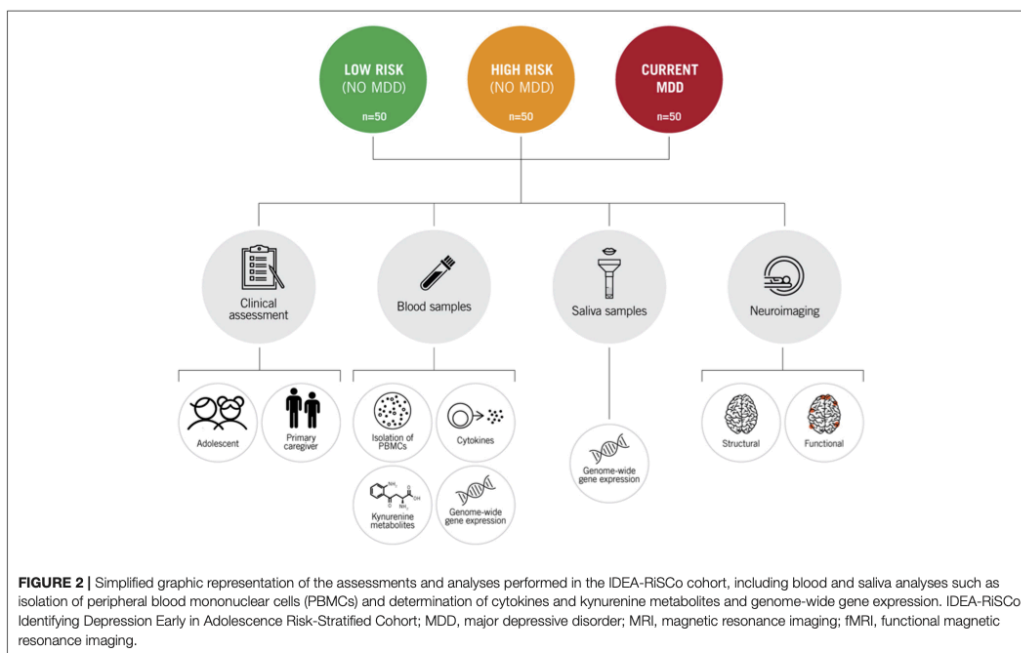 LOW RISK
(NO MDD)
n=50
HIGH RISK
(NO MDD)
n=50
CURRENT
MDD
n=50
Clinical
assessment
Blood samples
Saliva samples
Neuroimaging
Adolescent
Primary
caregiver
Isolation of
PBMCs
Cytokines
Kynurenine
metabolites
Genome-wide
gene expression
Genome-wide
gene expression
Structural
Functional
NH₂
O
O
OH
NH₂
FIGURE 2 | Simplified graphic representation of the assessments and analyses performed in the IDEA-RiSCo cohort, including blood and saliva analyses such as
isolation of peripheral blood mononuclear cells (PBMCs) and determination of cytokines and kynurenine metabolites and genome-wide gene expression. IDEA-RiSCo
Identifying Depression Early in Adolescence Risk-Stratified Cohort; MDD, major depressive disorder; MRI, magnetic resonance imaging; fMRI, functional magnetic
resonance imaging.